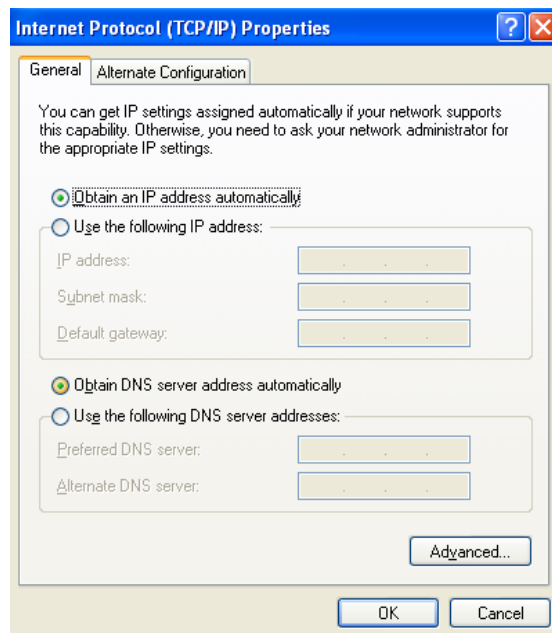 Internet Protocol (TCP/IP) Properties
General
Alternate Configuration
You can get IP settings assigned automatically if your network supports
this capability. Otherwise, you need to ask your network administrator for
the appropriate IP settings.
Obtain an IP address automatically
Use the following IP address:
IP address:
Subnet mask:
Default gateway:
Obtain DNS server address automatically
Use the following DNS server addresses:
Preferred DNS server:
Alternate DNS server:
Advanced...
OK
Cancel